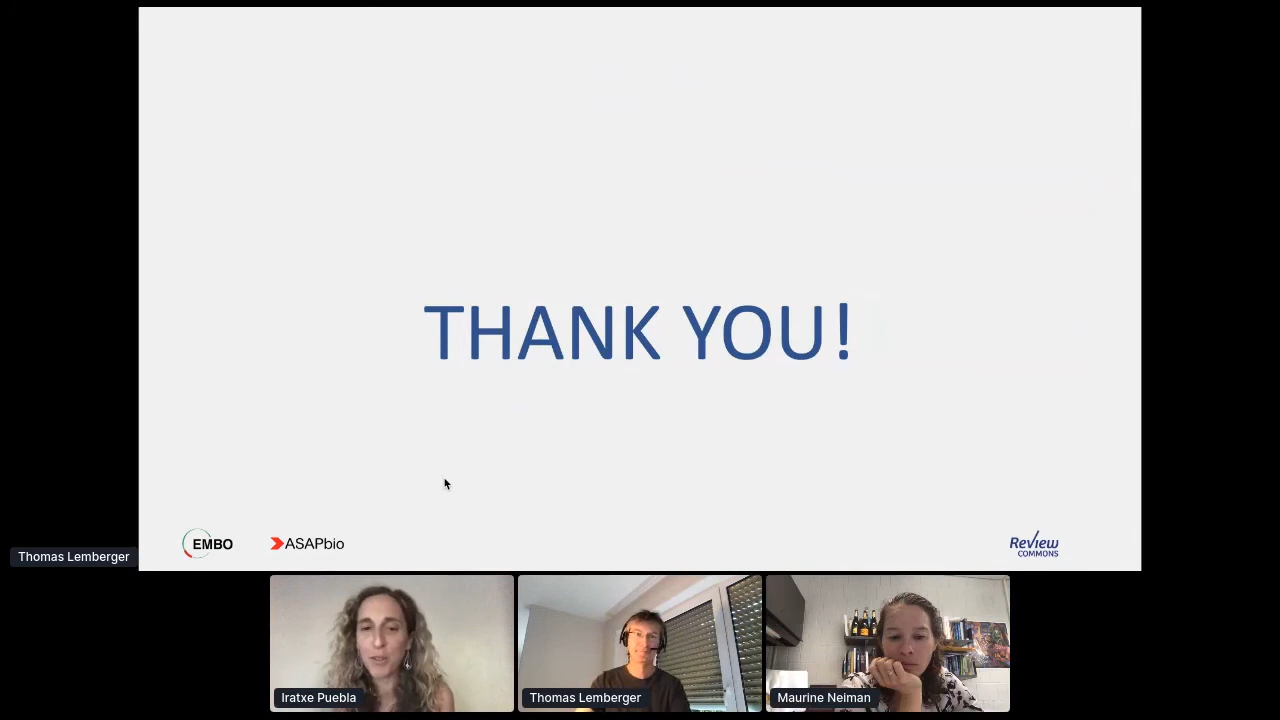 THANK YOU!
EMBO
ASAPbio
Review
COMMONS
Thomas Lemberger
Iratxe Puebla
Thomas Lemberger
Maurine Neiman